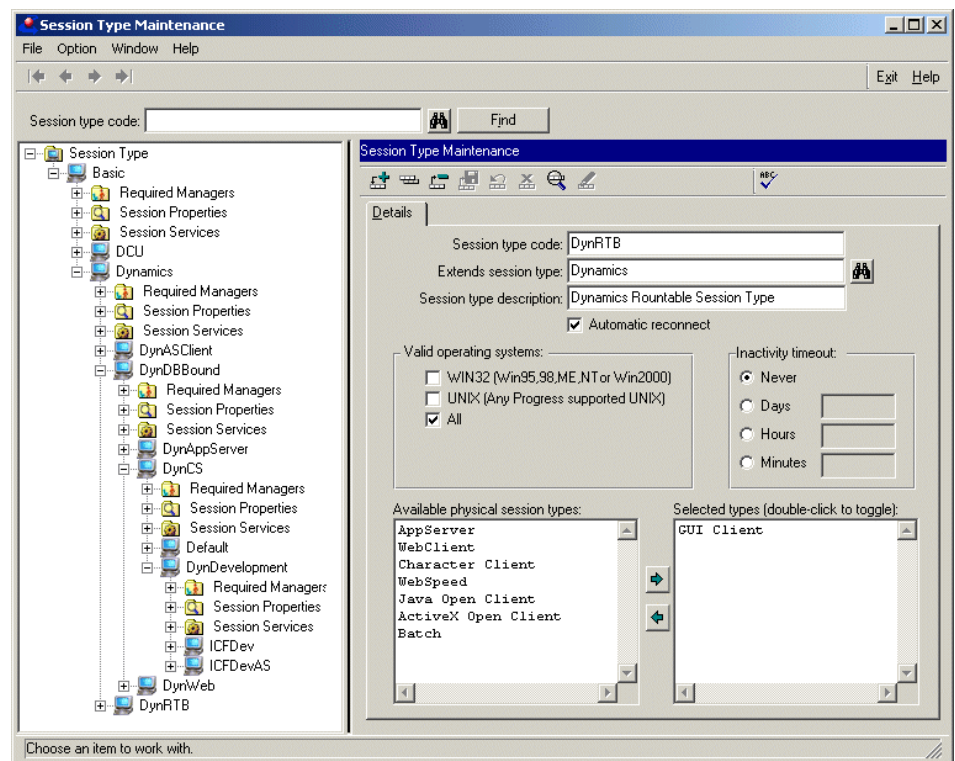 Session Type Maintenance
File Option Window Help
Exit Help
Session type code:
Find
Session Type
Basic
Required Managers
Session Properties
Session Services
DCU
Dynamics
Required Managers
Session Properties
Session Services
DynASClient
DynDBBound
Required Managers
Session Properties
Session Services
DynAppServer
DynCS
Required Managers
Session Properties
Session Services
Default
DynDevelopment
Required Managers
Session Properties
Session Services
ICFDev
ICFDevAS
DynWeb
DynRTB
Session Type Maintenance
ABC
Details
Session type code: DynRTB
Extends session type: Dynamics
Session type description: Dynamics Rountable Session Type
Automatic reconnect
Valid operating systems:
WIN32 (Win95,98,ME,NT or Win2000)
UNIX (Any Progress supported UNIX)
All
Inactivity timeout:
Never
Days
Hours
Minutes
Available physical session types:
AppServer
WebClient
Character Client
WebSpeed
Java Open Client
ActiveX Open Client
Batch
Selected types (double-click to toggle):
GUI Client
Choose an item to work with.